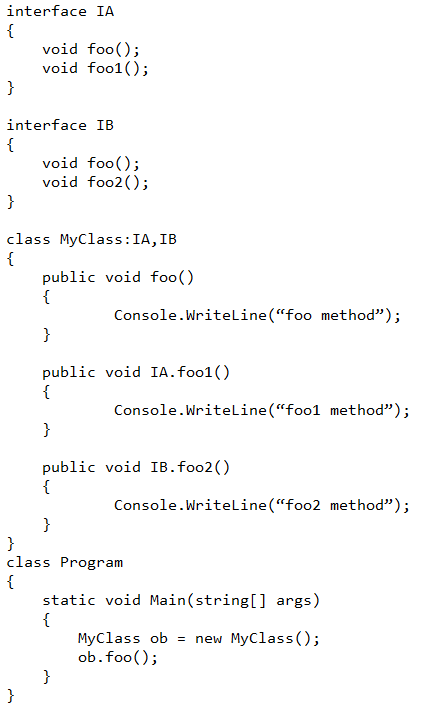 interface IA
{
    void foo();
    void foo1();
}

interface IB
{
    void foo();
    void foo2();
}

class MyClass:IA,IB
{
    public void foo()
    {
            Console.WriteLine(“foo method”);
    }

    public void IA.foo1()
    {
            Console.WriteLine(“foo1 method”);
    }

    public void IB.foo2()
    {
            Console.WriteLine(“foo2 method”);
    }
}
class Program
{
    static void Main(string[] args)
    {
        MyClass ob = new MyClass();
        ob.foo();
    }
}